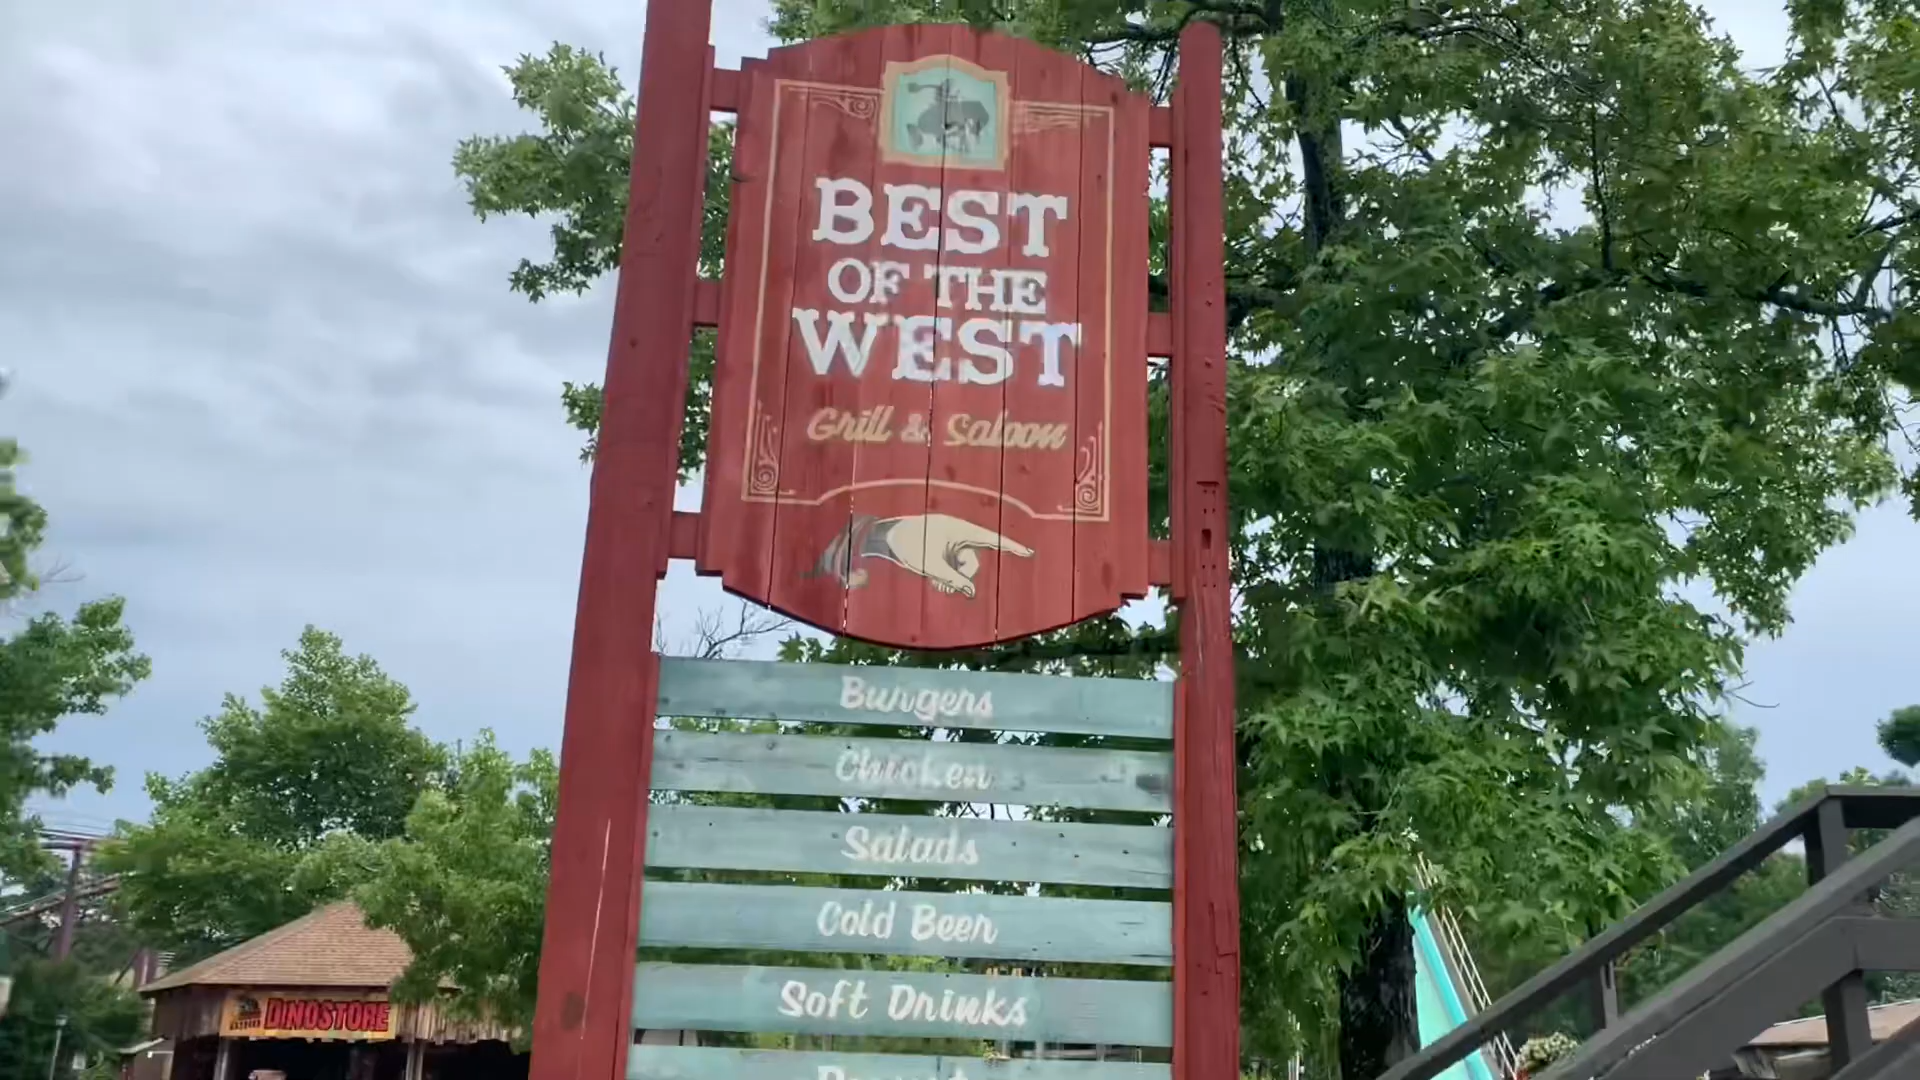 BEST
OF THE
WEST
Grill & Saloon
Burgers
Chicken
Salads
Cold Beer
Soft Drinks
DINOSTORE